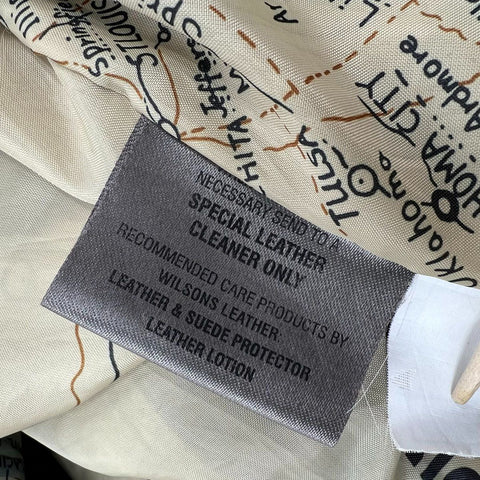 NECESSARY SEND TO A
SPECIAL LEATHER
CLEANER ONLY
RECOMMENDED CARE PRODUCTS BY
WILSONS LEATHER.
LEATHER & SUEDE PROTECTOR
LEATHER LOTION
Springfield
ST. LOUIS
Jefferson
TULSA
CITY
Ardmore
Oklahoma